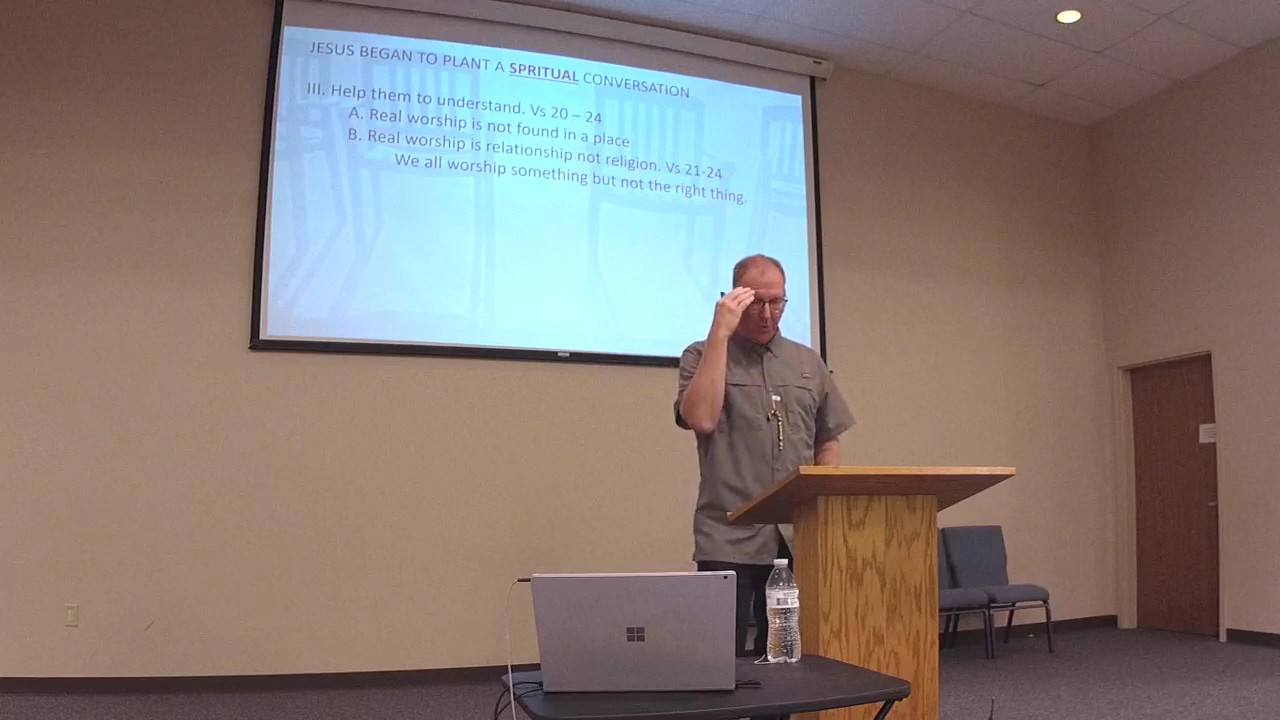 JESUS BEGAN TO PLANT A SPRITUAL CONVERSATION
III. Help them to understand. Vs 20 – 24
A. Real worship is not found in a place
B. Real worship is relationship not religion. Vs 21-24
We all worship something but not the right thing.